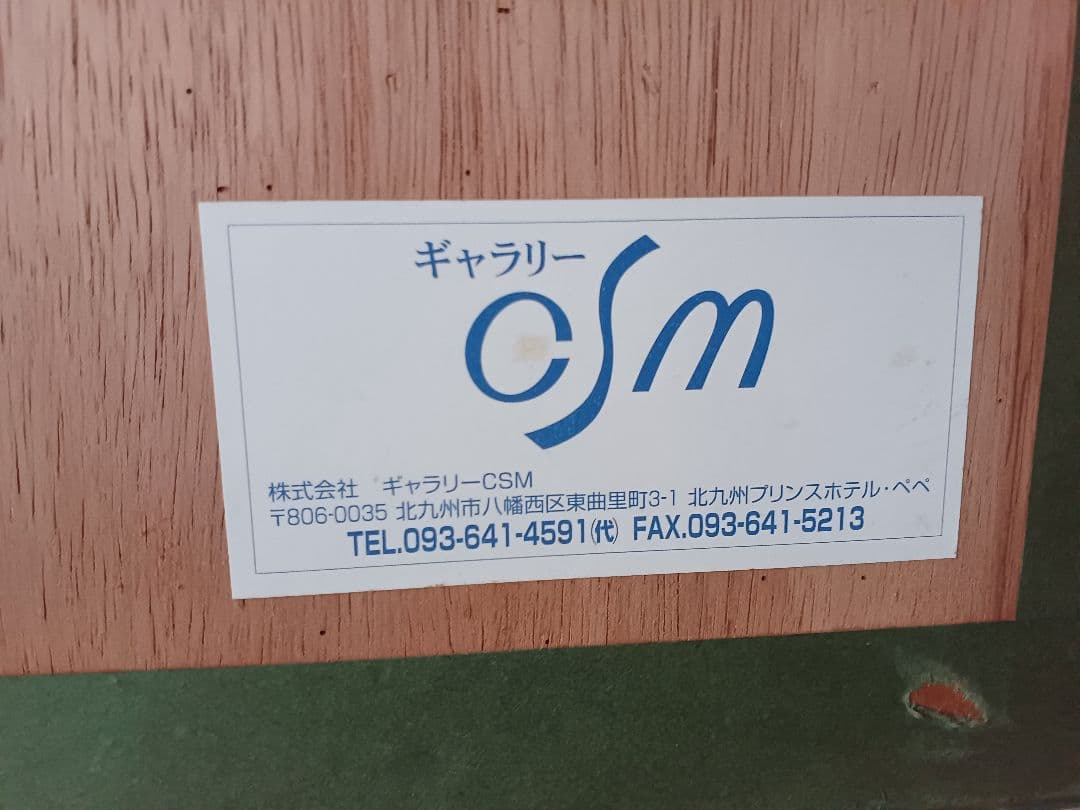 ギャラリー
CSM
株式会社　ギャラリーCSM
〒806-0035 北九州市八幡西区東曲里町3-1 北九州プリンスホテル・ペペ
TEL.093-641-4591㈹ FAX.093-641-5213